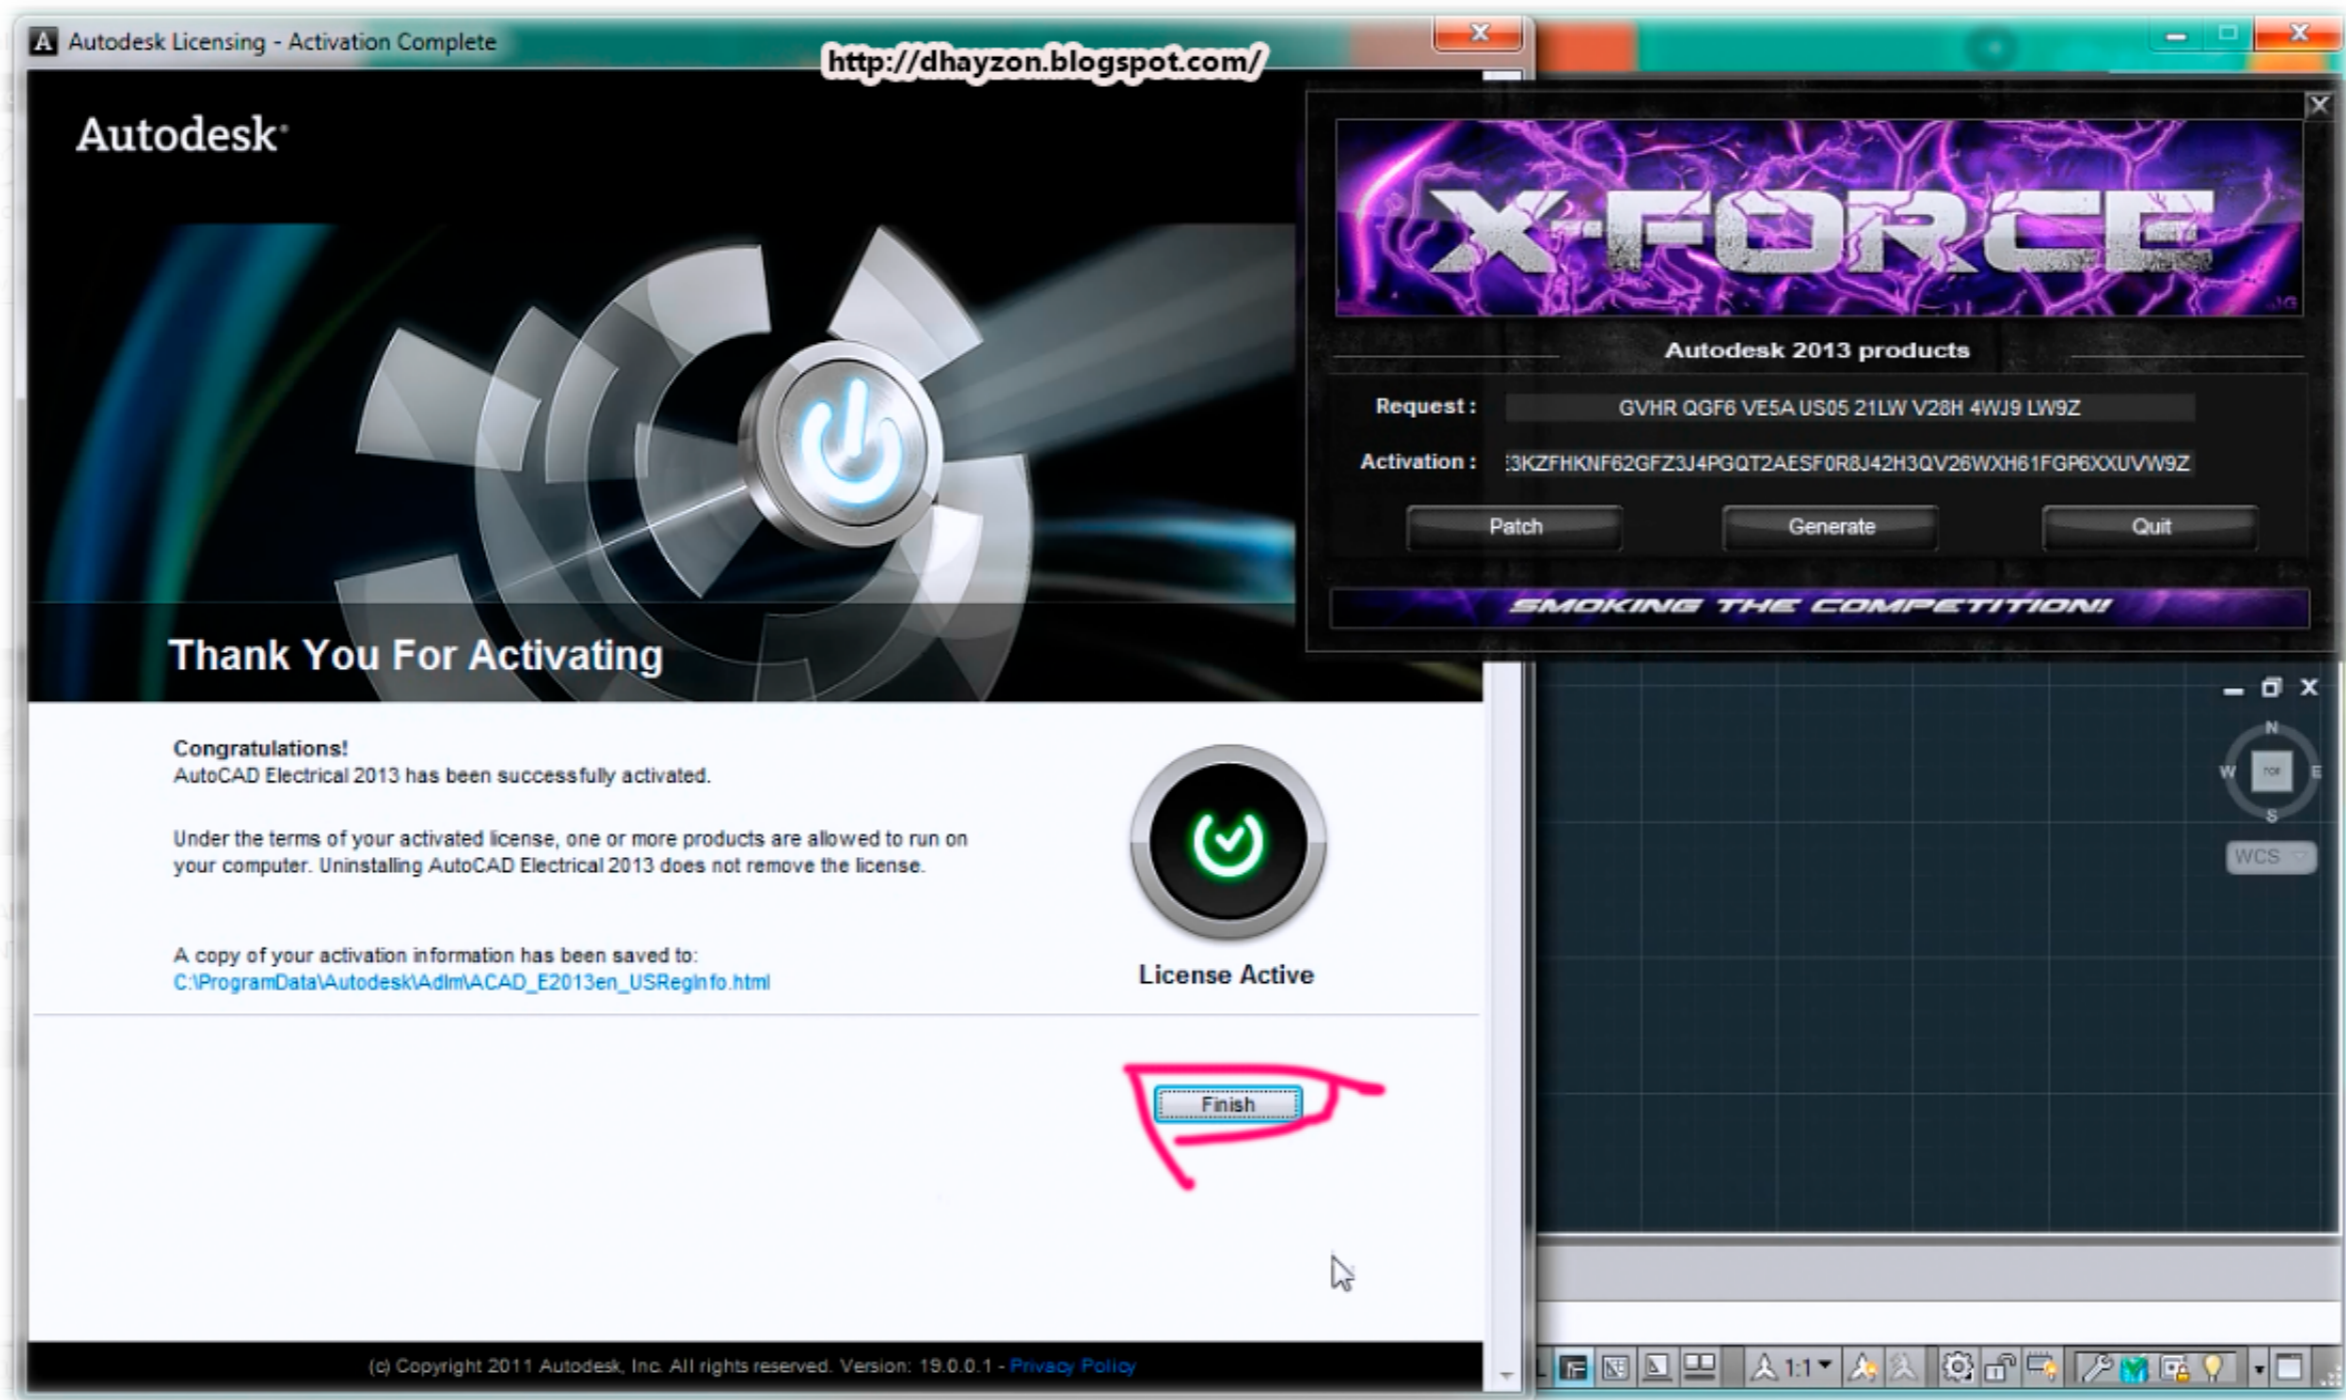 Autodesk Licensing - Activation Complete
http://dhayzon.blogspot.com/
Autodesk
X-FORCE
JG
Autodesk 2013 products
Request : GVHR QGF6 VE5A US05 21LW V28H 4WJ9 LW9Z
Activation : 3KZFHKNF62GFZ3J4PGQT2AESF0R8J42H3QV26WXH61FGP6XXUVW9Z
Patch Generate Quit
SMOKING THE COMPETITION!
Thank You For Activating
Congratulations!
AutoCAD Electrical 2013 has been successfully activated.
Under the terms of your activated license, one or more products are allowed to run on
your computer. Uninstalling AutoCAD Electrical 2013 does not remove the license.
A copy of your activation information has been saved to:
C:\ProgramData\Autodesk\Adlm\ACAD_E2013en_USRegInfo.html
License Active
Finish
(c) Copyright 2011 Autodesk, Inc. All rights reserved. Version: 19.0.0.1 - Privacy Policy
N
W TOP E
S
WCS
1:1